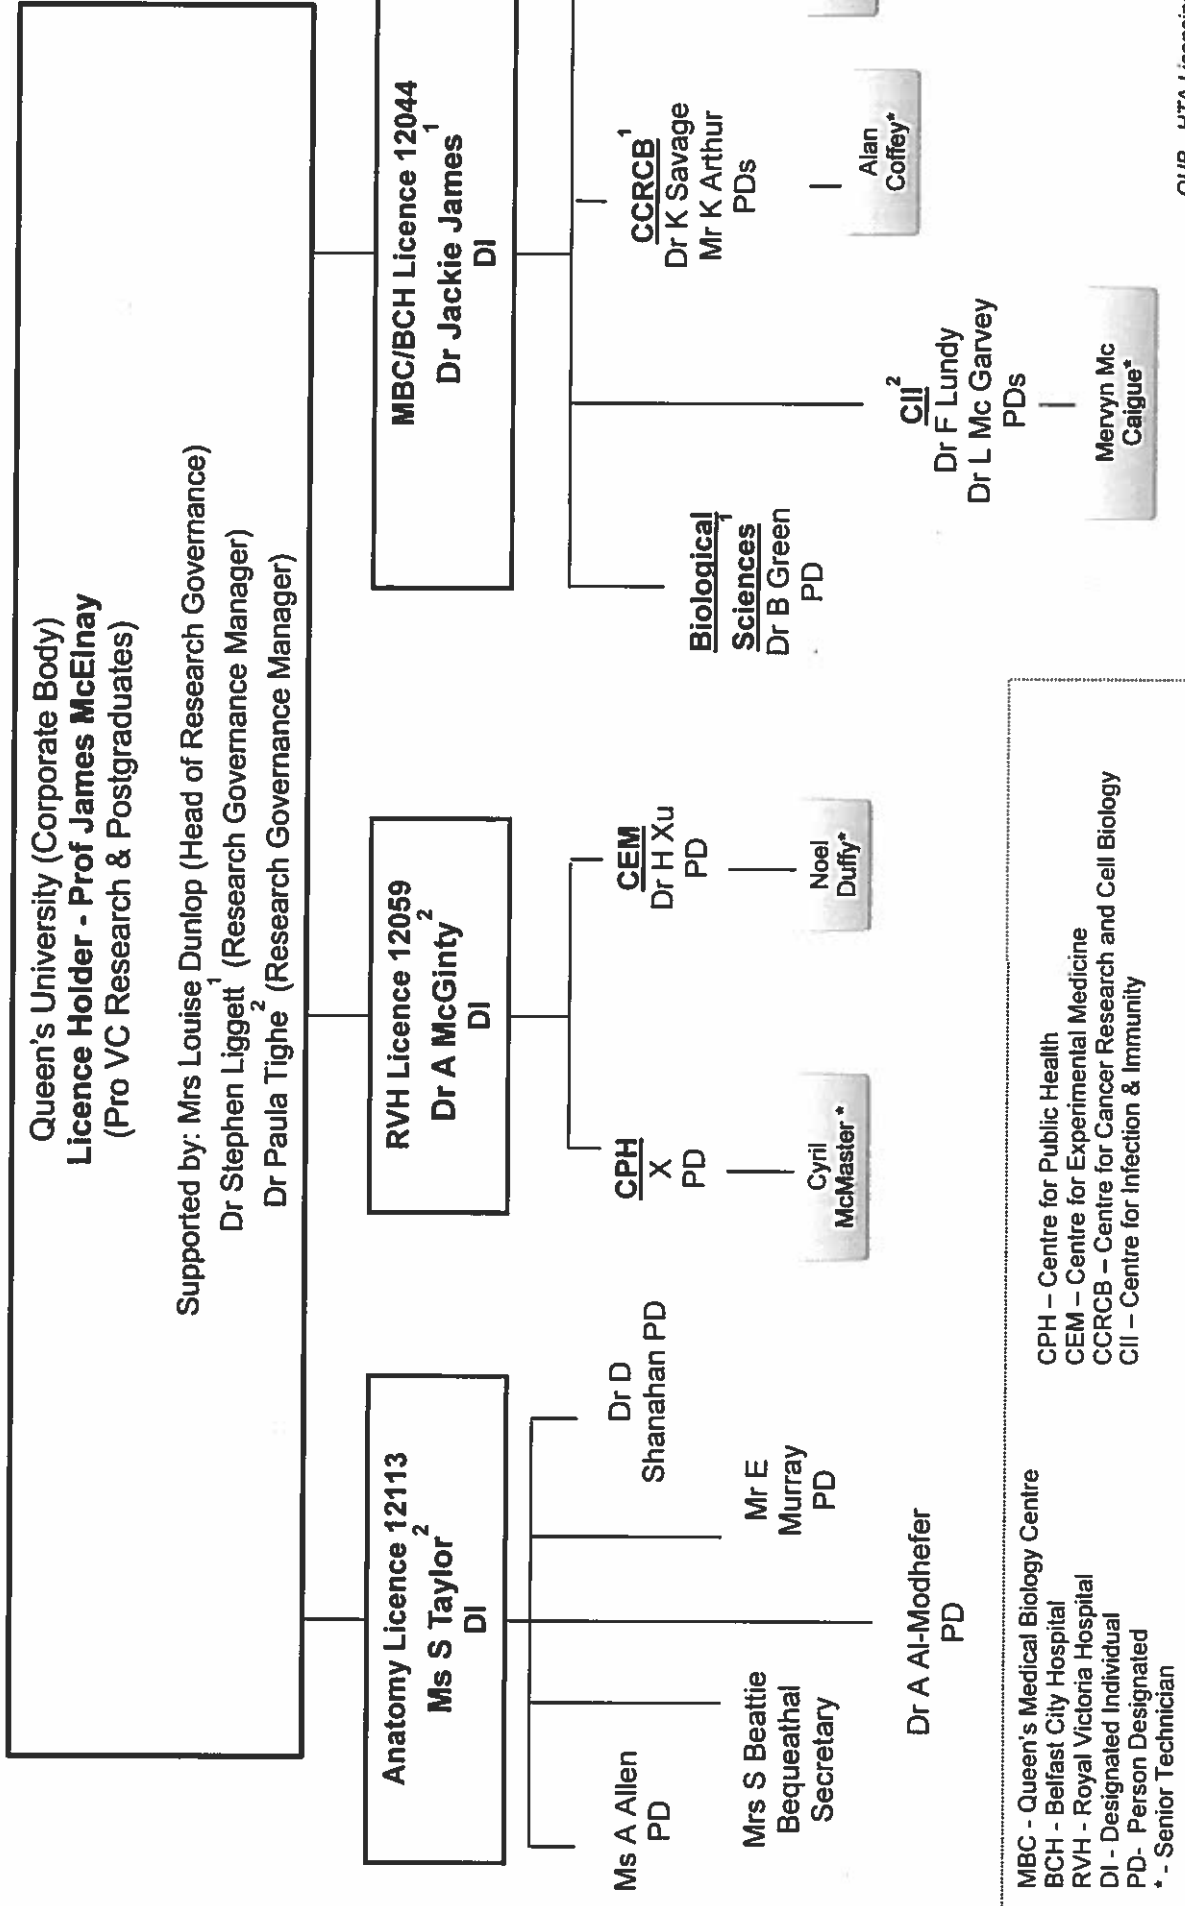 Queen's University (Corporate Body)
Licence Holder - Prof James McElnay
(Pro VC Research & Postgraduates)
Supported by: Mrs Louise Dunlop (Head of Research Governance)
Dr Stephen Liggett1 (Research Governance Manager)
Dr Paula Tighe2 (Research Governance Manager)
Anatomy Licence 12113
Ms S Taylor2
DI
Ms A Allen
PD
Mrs S Beattie
Bequeathal
Secretary
Dr A Al-Modhefer
PD
Mr E
Murray
PD
Dr D
Shanahan PD
RVH Licence 12059
Dr A McGinty2
DI
CPH
X
PD
Cyril
McMaster *
CEM
Dr H Xu
PD
Noel
Duffy*
MBC/BCH Licence 12044
Dr Jackie James1
DI
Biological
Sciences1
Dr B Green
PD
CII2
Dr F Lundy
Dr L Mc Garvey
PDs
Mervyn Mc
Caigue*
CCRCB1
Dr K Savage
Mr K Arthur
PDs
Alan
Coffey*
MBC - Queen's Medical Biology Centre
BCH - Belfast City Hospital
RVH - Royal Victoria Hospital
DI - Designated Individual
PD- Person Designated
* - Senior Technician
CPH – Centre for Public Health
CEM – Centre for Experimental Medicine
CCRCB – Centre for Cancer Research and Cell Biology
CII – Centre for Infection & Immunity